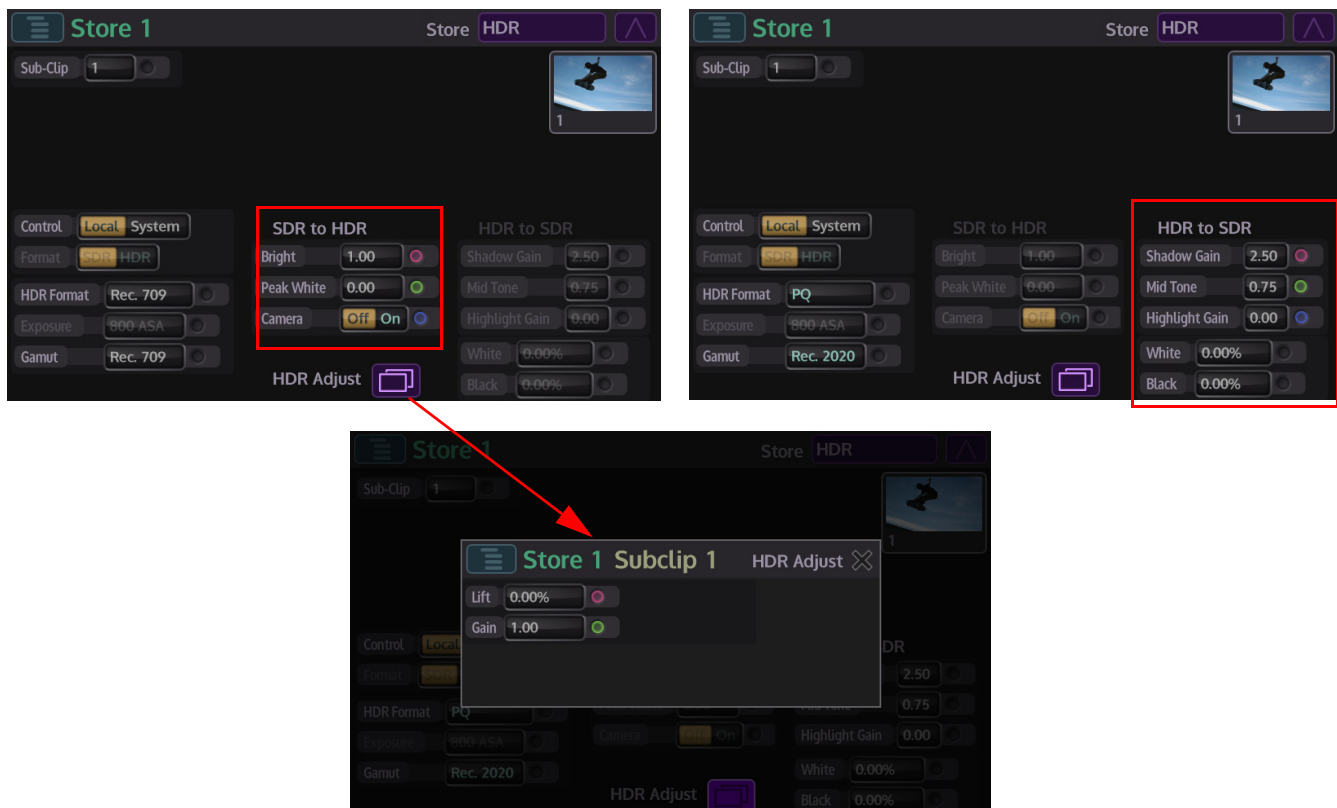 Store 1 Store HDR
Sub-Clip 1
1
Control Local System
Format SDR HDR
HDR Format Rec. 709
Exposure 800 ASA
Gamut Rec. 709
SDR to HDR
Bright 1.00
Peak White 0.00
Camera Off On
HDR Adjust
HDR to SDR
Shadow Gain 2.50
Mid Tone 0.75
Highlight Gain 0.00
White 0.00%
Black 0.00%
Store 1 Store HDR
Sub-Clip 1
1
Control Local System
Format SDR HDR
HDR Format PQ
Exposure 800 ASA
Gamut Rec. 2020
SDR to HDR
Bright 1.00
Peak White 0.00
Camera Off On
HDR Adjust
HDR to SDR
Shadow Gain 2.50
Mid Tone 0.75
Highlight Gain 0.00
White 0.00%
Black 0.00%
Store 1 Store HDR
Sub-Clip 1
1
Store 1 Subclip 1 HDR Adjust
Lift 0.00%
Gain 1.00
Control Local
Format SDR
HDR Format PQ
Exposure 800 ASA
Gamut Rec. 2020
Camera Off On
HDR Adjust
DR
2.50
0.75
Highlight Gain 0.00
White 0.00%
Black 0.00%